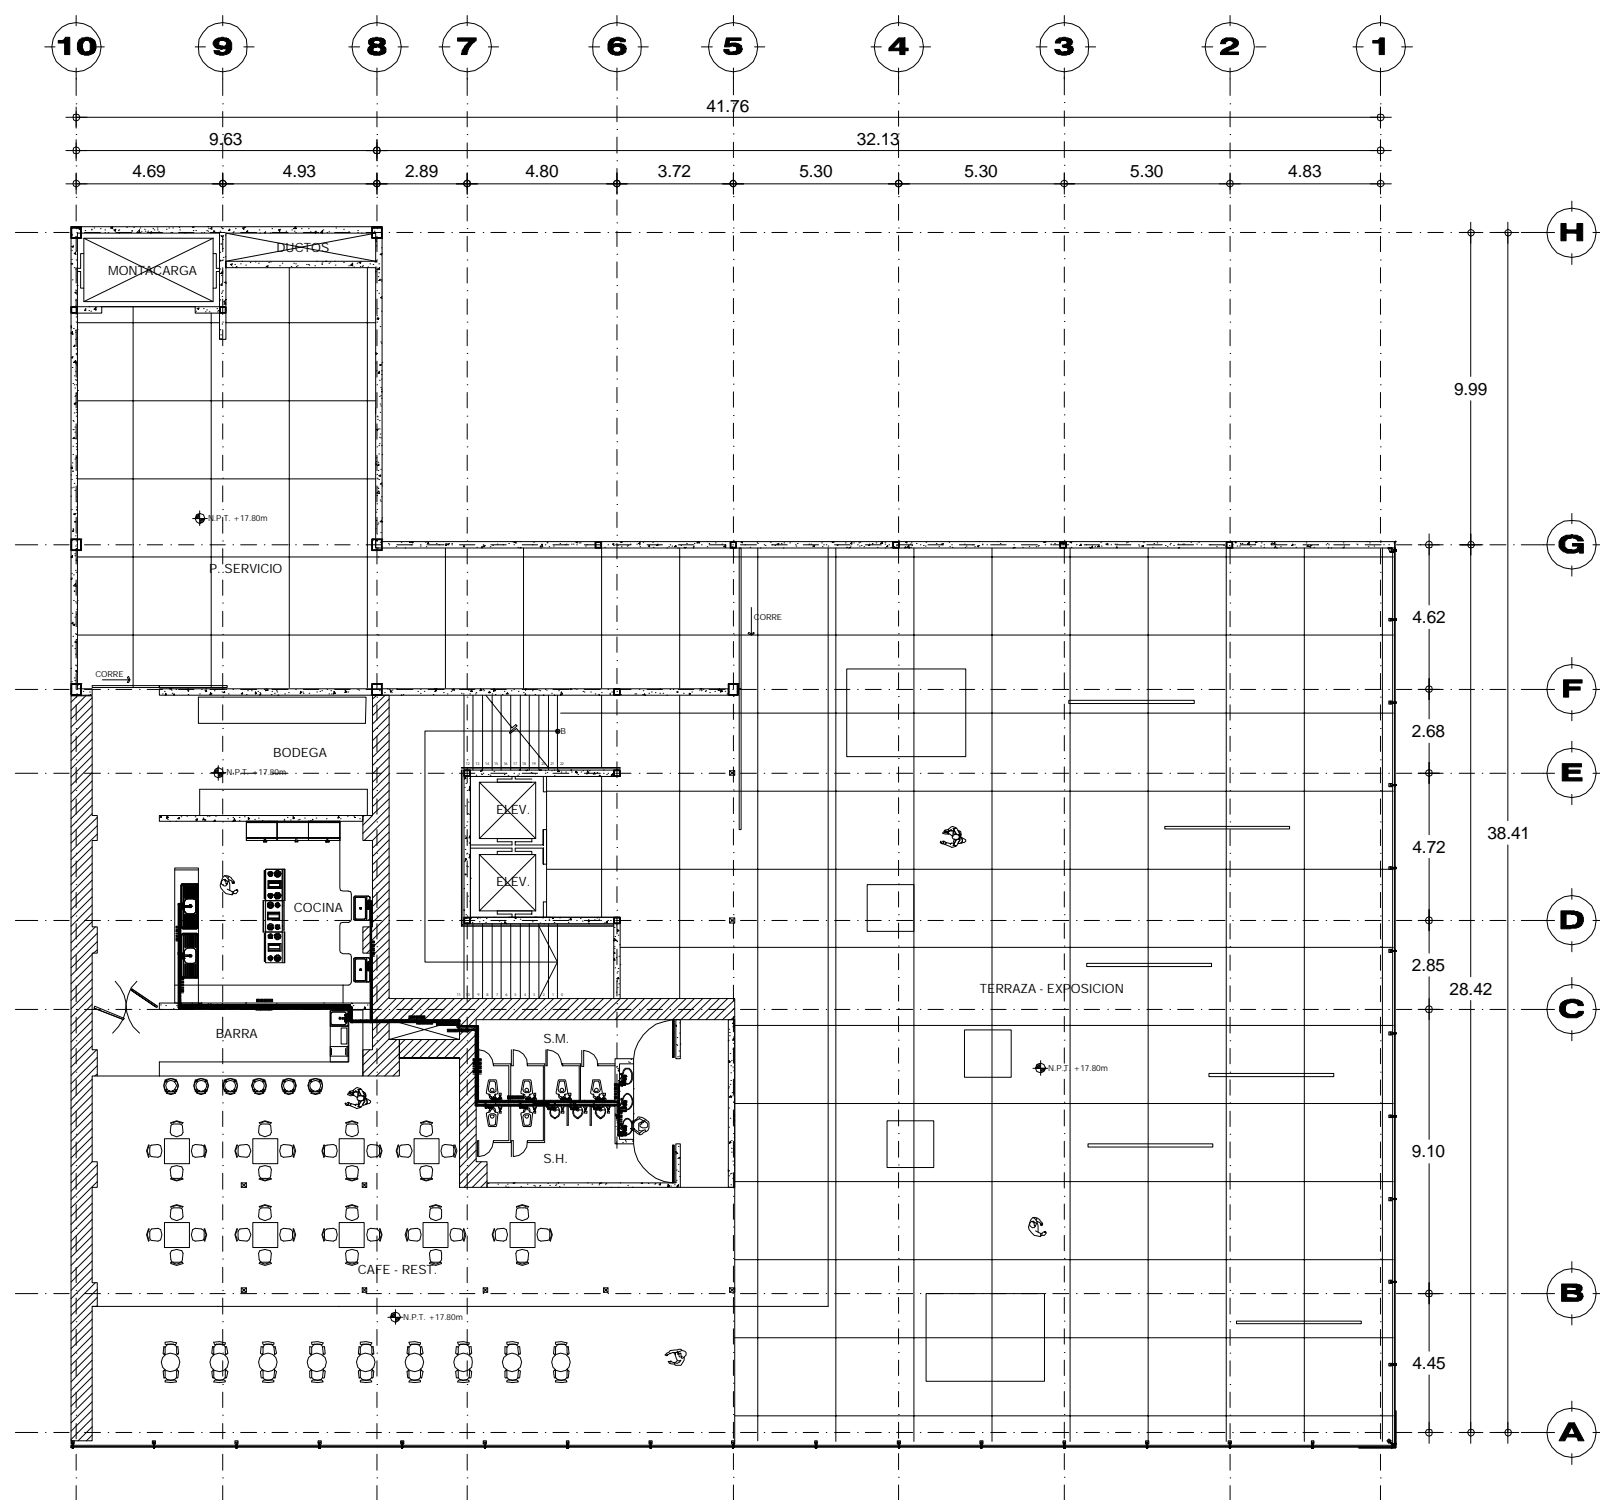 10 9 8 7 6 5 4 3 2 1
41.76
9.63 32.13
4.69 4.93 2.89 4.80 3.72 5.30 5.30 5.30 4.83
H
DUCTOS
MONTACARGA
9.99
N.P.T. +17.80m
G
P. SERVICIO
CORRE
4.62
CORRE
F
2.68
B
BODEGA
N.P.T. +17.80m
E
ELEV.
38.41
4.72
ELEV.
COCINA
D
2.85
TERRAZA - EXPOSICION
28.42
C
BARRA
S.M.
N.P.T. +17.80m
9.10
S.H.
CAFE - REST.
B
N.P.T. +17.80m
4.45
A